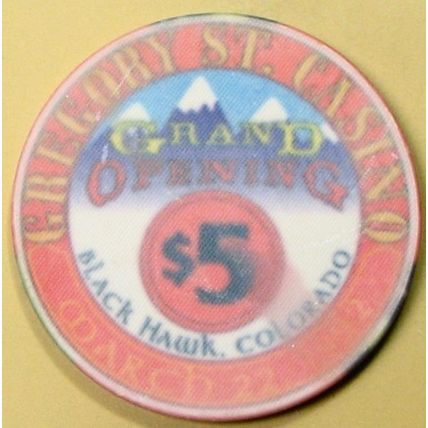 GREGORY ST. CASINO
GRAND
OPENING
$5
BLACK HAWK, COLORADO
MARCH 22